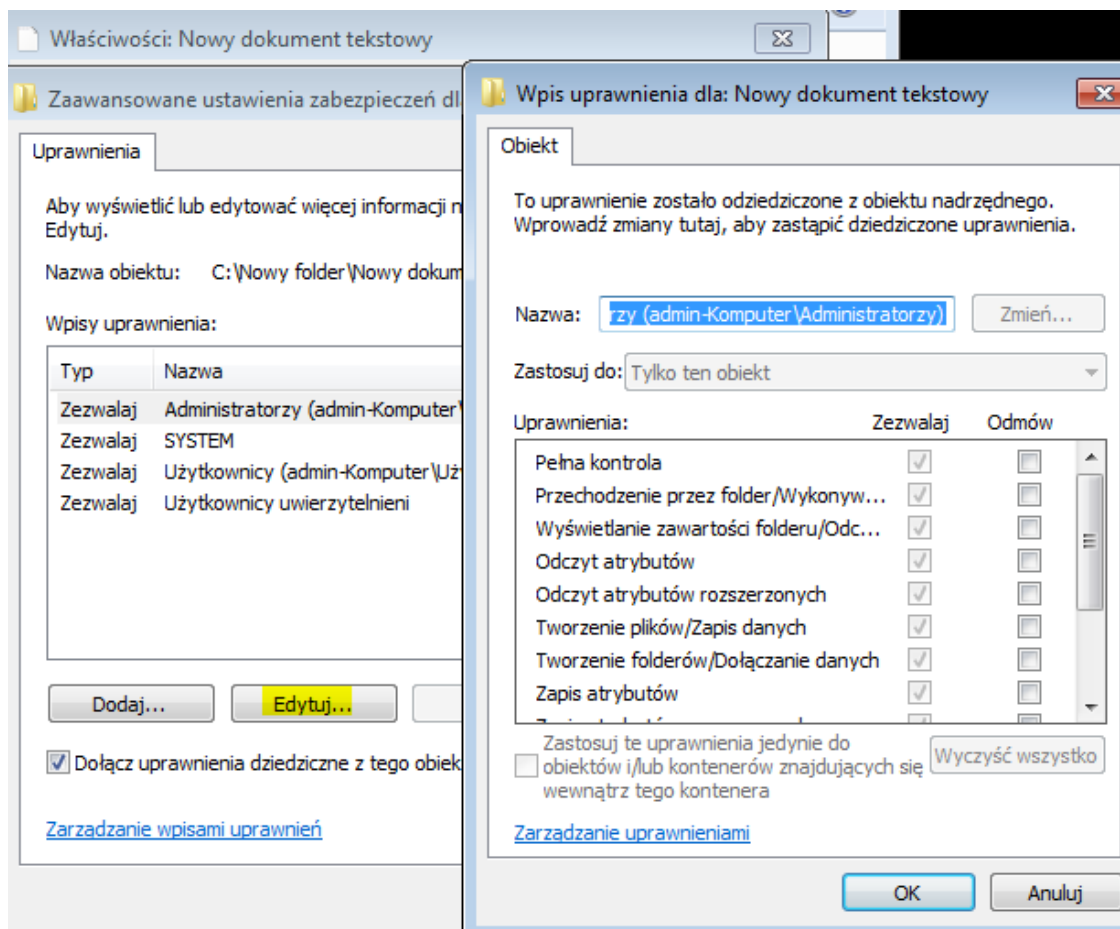 Właściwości: Nowy dokument tekstowy
Zaawansowane ustawienia zabezpieczeń dl
Uprawnienia
Aby wyświetlić lub edytować więcej informacji n
Edytuj.
Nazwa obiektu: C:\Nowy folder\Nowy dokum
Wpisy uprawnienia:
Typ Nazwa
Zezwalaj Administratorzy (admin-Komputer\
Zezwalaj SYSTEM
Zezwalaj Użytkownicy (admin-Komputer\Uż
Zezwalaj Użytkownicy uwierzytelnieni
Dodaj... Edytuj...
Dołącz uprawnienia dziedziczne z tego obiek
Zarządzanie wpisami uprawnień
Wpis uprawnienia dla: Nowy dokument tekstowy
Obiekt
To uprawnienie zostało odziedziczone z obiektu nadrzędnego.
Wprowadź zmiany tutaj, aby zastąpić dziedziczone uprawnienia.
Nazwa: rzy (admin-Komputer\Administratorzy) Zmień...
Zastosuj do: Tylko ten obiekt
Uprawnienia: Zezwalaj Odmów
Pełna kontrola
Przechodzenie przez folder/Wykonyw...
Wyświetlanie zawartości folderu/Odc...
Odczyt atrybutów
Odczyt atrybutów rozszerzonych
Tworzenie plików/Zapis danych
Tworzenie folderów/Dołączanie danych
Zapis atrybutów
Zastosuj te uprawnienia jedynie do
obiektów i/lub kontenerów znajdujących się
wewnątrz tego kontenera
Wyczyść wszystko
Zarządzanie uprawnieniami
OK Anuluj